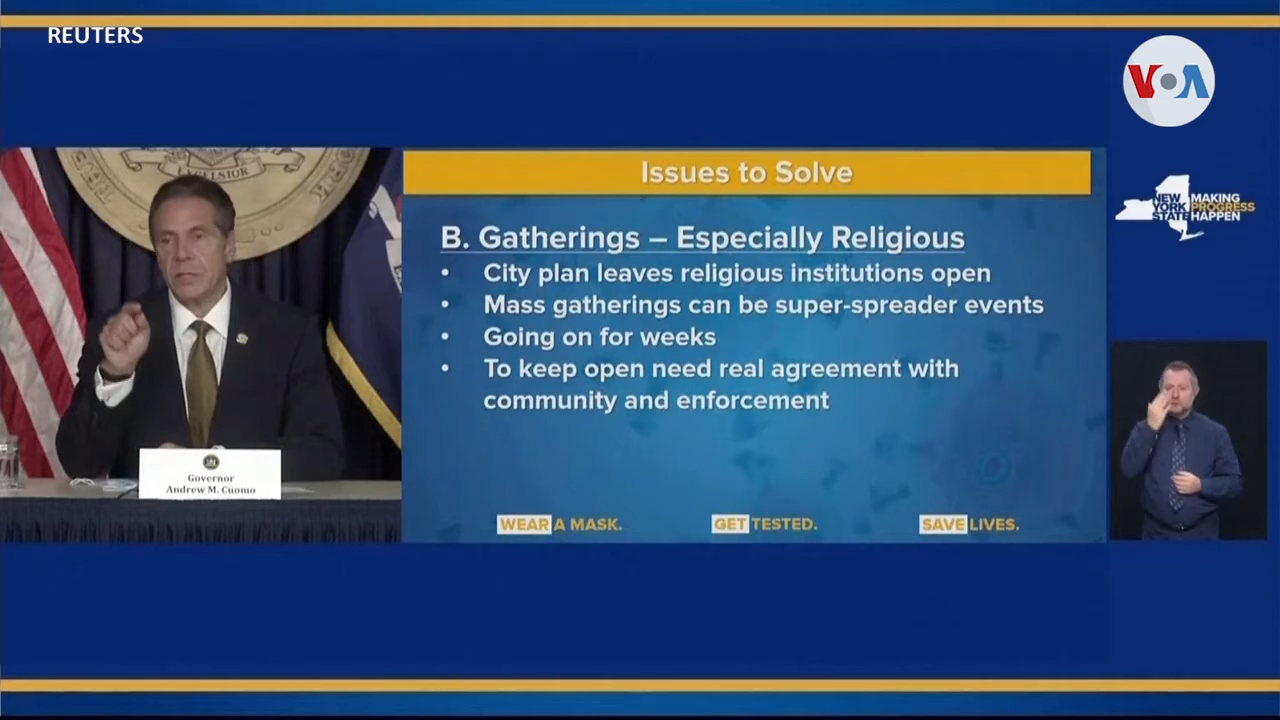 REUTERS
VOA
EXCELSIOR
Issues to Solve
NEW YORK STATE
MAKING PROGRESS HAPPEN
B. Gatherings – Especially Religious
• City plan leaves religious institutions open
• Mass gatherings can be super-spreader events
• Going on for weeks
• To keep open need real agreement with
community and enforcement
Governor
Andrew M. Cuomo
WEAR A MASK. GET TESTED. SAVE LIVES.